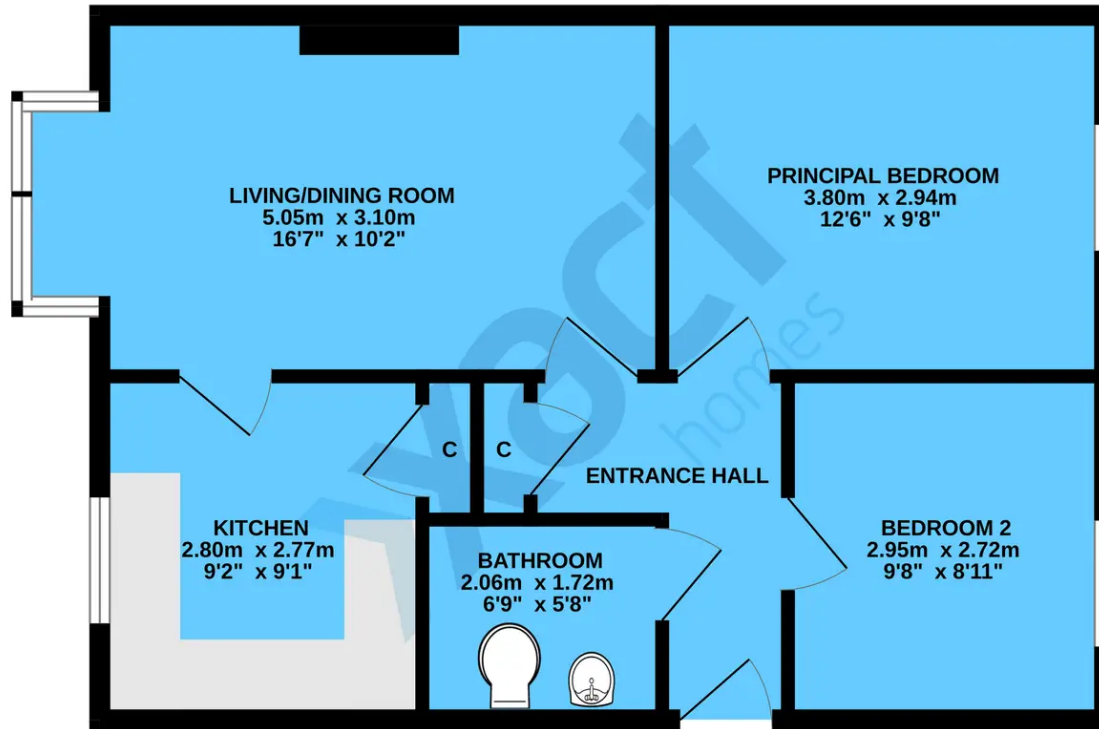 LIVING/DINING ROOM
5.05m x 3.10m
16'7" x 10'2"
PRINCIPAL BEDROOM
3.80m x 2.94m
12'6" x 9'8"
C
C
ENTRANCE HALL
KITCHEN
2.80m x 2.77m
9'2" x 9'1"
BATHROOM
2.06m x 1.72m
6'9" x 5'8"
BEDROOM 2
2.95m x 2.72m
9'8" x 8'11"
xact
homes